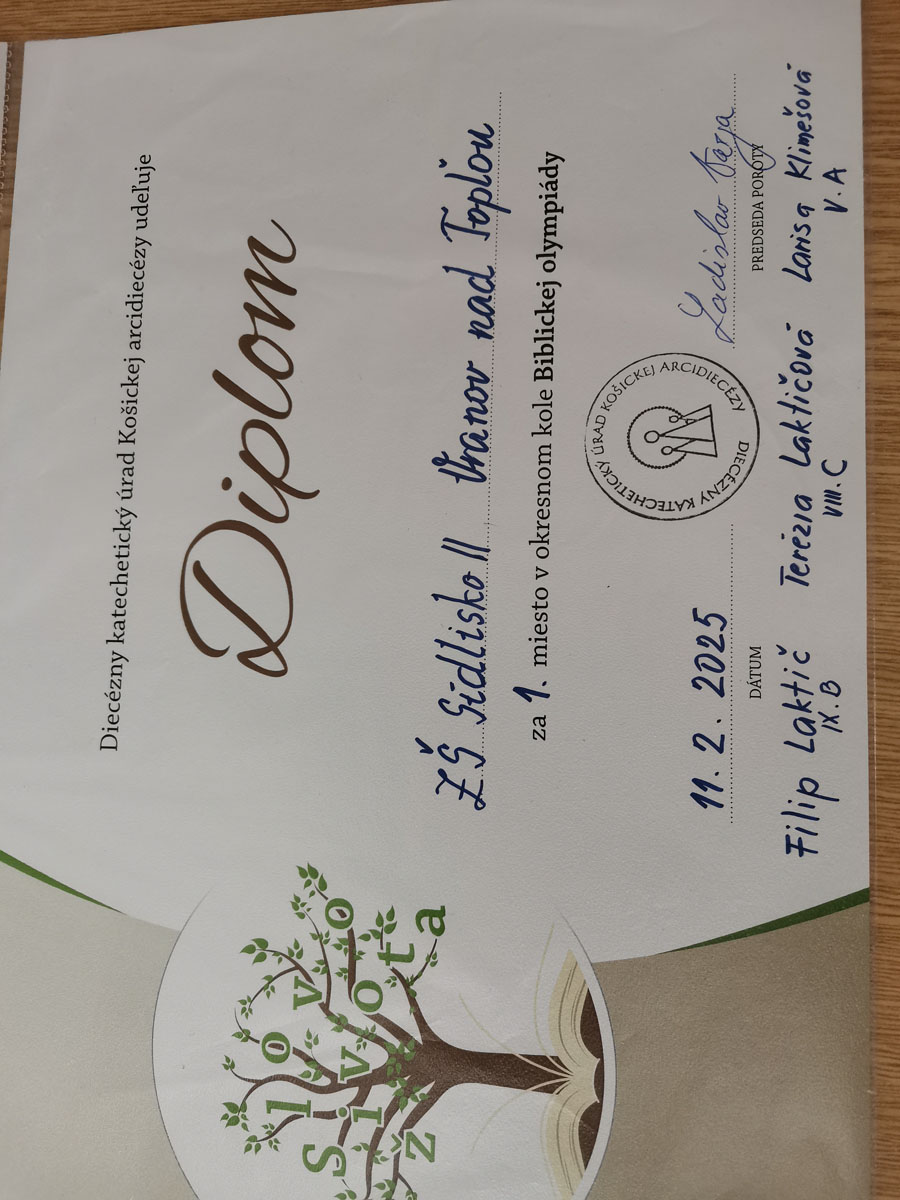 Slovo
života
Diecézny katechetický úrad Košickej arcidiecézy udeľuje
Diplom
ZŠ Sídlisko II Vranov nad Topľou
za 1. miesto v okresnom kole Biblickej olympiády
11. 2. 2025
DÁTUM
DIECÉZNY KATECHETICKÝ ÚRAD KOŠICKEJ ARCIDIECÉZY
Ladislav Varja
PREDSEDA POROTY
Filip Laktič Terézia Laktičová Larisa Klimešová
IX.B VIII.C V.A